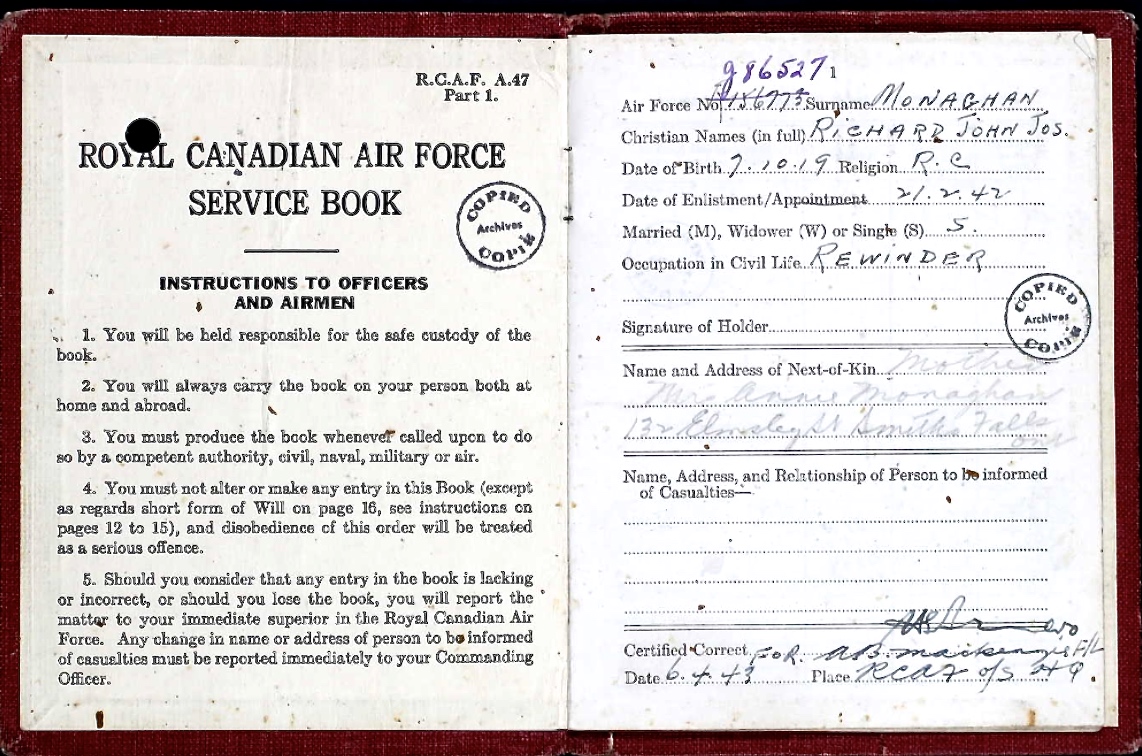 R.C.A.F. A.47
Part 1.
ROYAL CANADIAN AIR FORCE
SERVICE BOOK
COPIED
Archives
COPIÉ
INSTRUCTIONS TO OFFICERS
AND AIRMEN
1. You will be held responsible for the safe custody of the
book.
2. You will always carry the book on your person both at
home and abroad.
3. You must produce the book whenever called upon to do
so by a competent authority, civil, naval, military or air.
4. You must not alter or make any entry in this Book (except
as regards short form of Will on page 16, see instructions on
pages 12 to 15), and disobedience of this order will be treated
as a serious offence.
5. Should you consider that any entry in the book is lacking
or incorrect, or should you lose the book, you will report the
matter to your immediate superior in the Royal Canadian Air
Force. Any change in name or address of person to be informed
of casualties must be reported immediately to your Commanding
Officer.
J86527 1
Air Force No. Surname MONAGHAN
Christian Names (in full) RICHARD JOHN JOS.
Date of Birth 7.10.19 Religion R.C
Date of Enlistment/Appointment 21.2.42
Married (M), Widower (W) or Single (S) S.
Occupation in Civil Life REWINDER
Signature of Holder
COPIED
Archives
COPIÉ
Name and Address of Next-of-Kin Mother
Mrs Annie Monaghan
132 Elmsley St Smiths Falls
Ont
Name, Address, and Relationship of Person to be informed
of Casualties—
Certified Correct FOR. AB. Mackenzie F/L
Date 6.4.43 Place RCAF o/s HQ